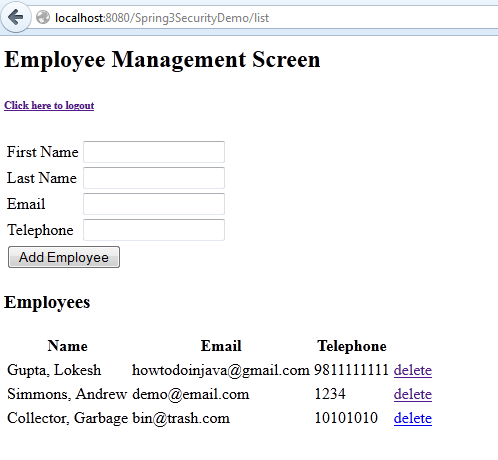 localhost:8080/Spring3SecurityDemo/list
Employee Management Screen
Click here to logout
First Name
Last Name
Email
Telephone
Add Employee
Employees
Name Email Telephone
Gupta, Lokesh howtodoinjava@gmail.com 9811111111 delete
Simmons, Andrew demo@email.com 1234 delete
Collector, Garbage bin@trash.com 10101010 delete